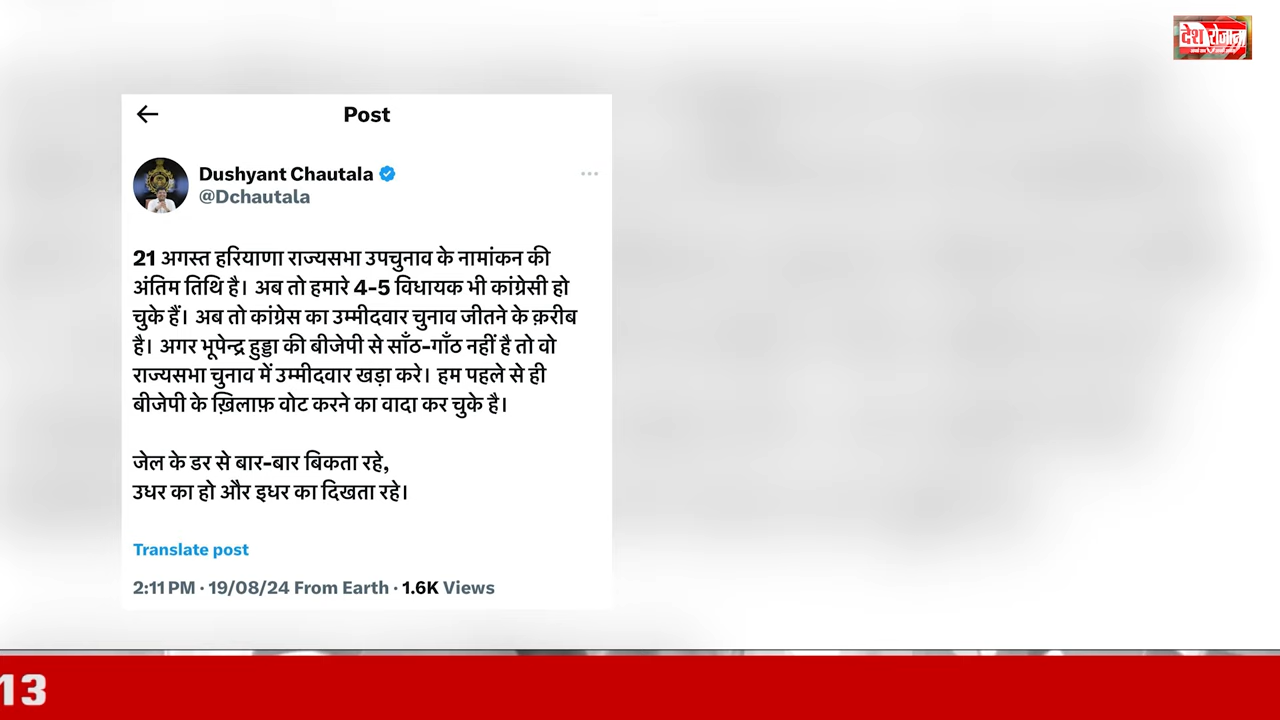 देश रोजाना
Post
Dushyant Chautala
@Dchautala
21 अगस्त हरियाणा राज्यसभा उपचुनाव के नामांकन की
अंतिम तिथि है। अब तो हमारे 4-5 विधायक भी कांग्रेसी हो
चुके हैं। अब तो कांग्रेस का उम्मीदवार चुनाव जीतने के क़रीब
है। अगर भूपेन्द्र हुड्डा की बीजेपी से साँठ-गाँठ नहीं है तो वो
राज्यसभा चुनाव में उम्मीदवार खड़ा करे। हम पहले से ही
बीजेपी के ख़िलाफ़ वोट करने का वादा कर चुके है।
जेल के डर से बार-बार बिकता रहे,
उधर का हो और इधर का दिखता रहे।
Translate post
2:11 PM · 19/08/24 From Earth · 1.6K Views
13